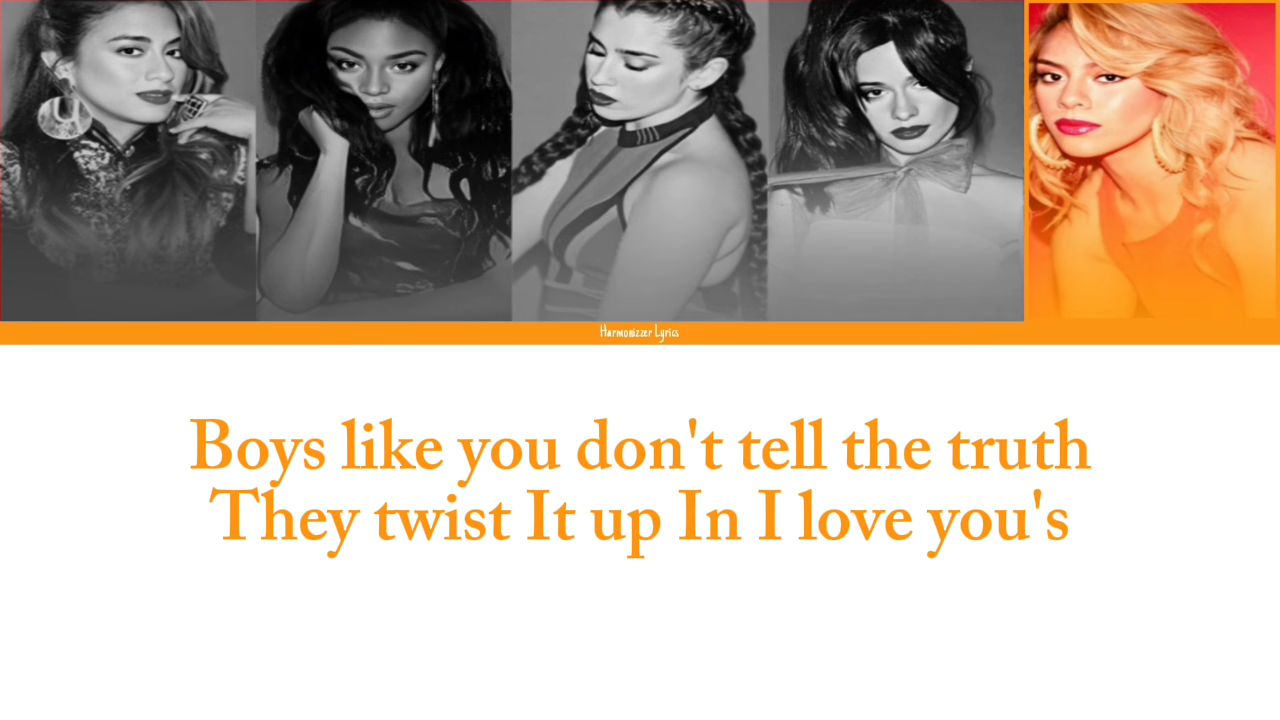 Harmonizzer Lyrics
Boys like you don't tell the truth
They twist It up In I love you's